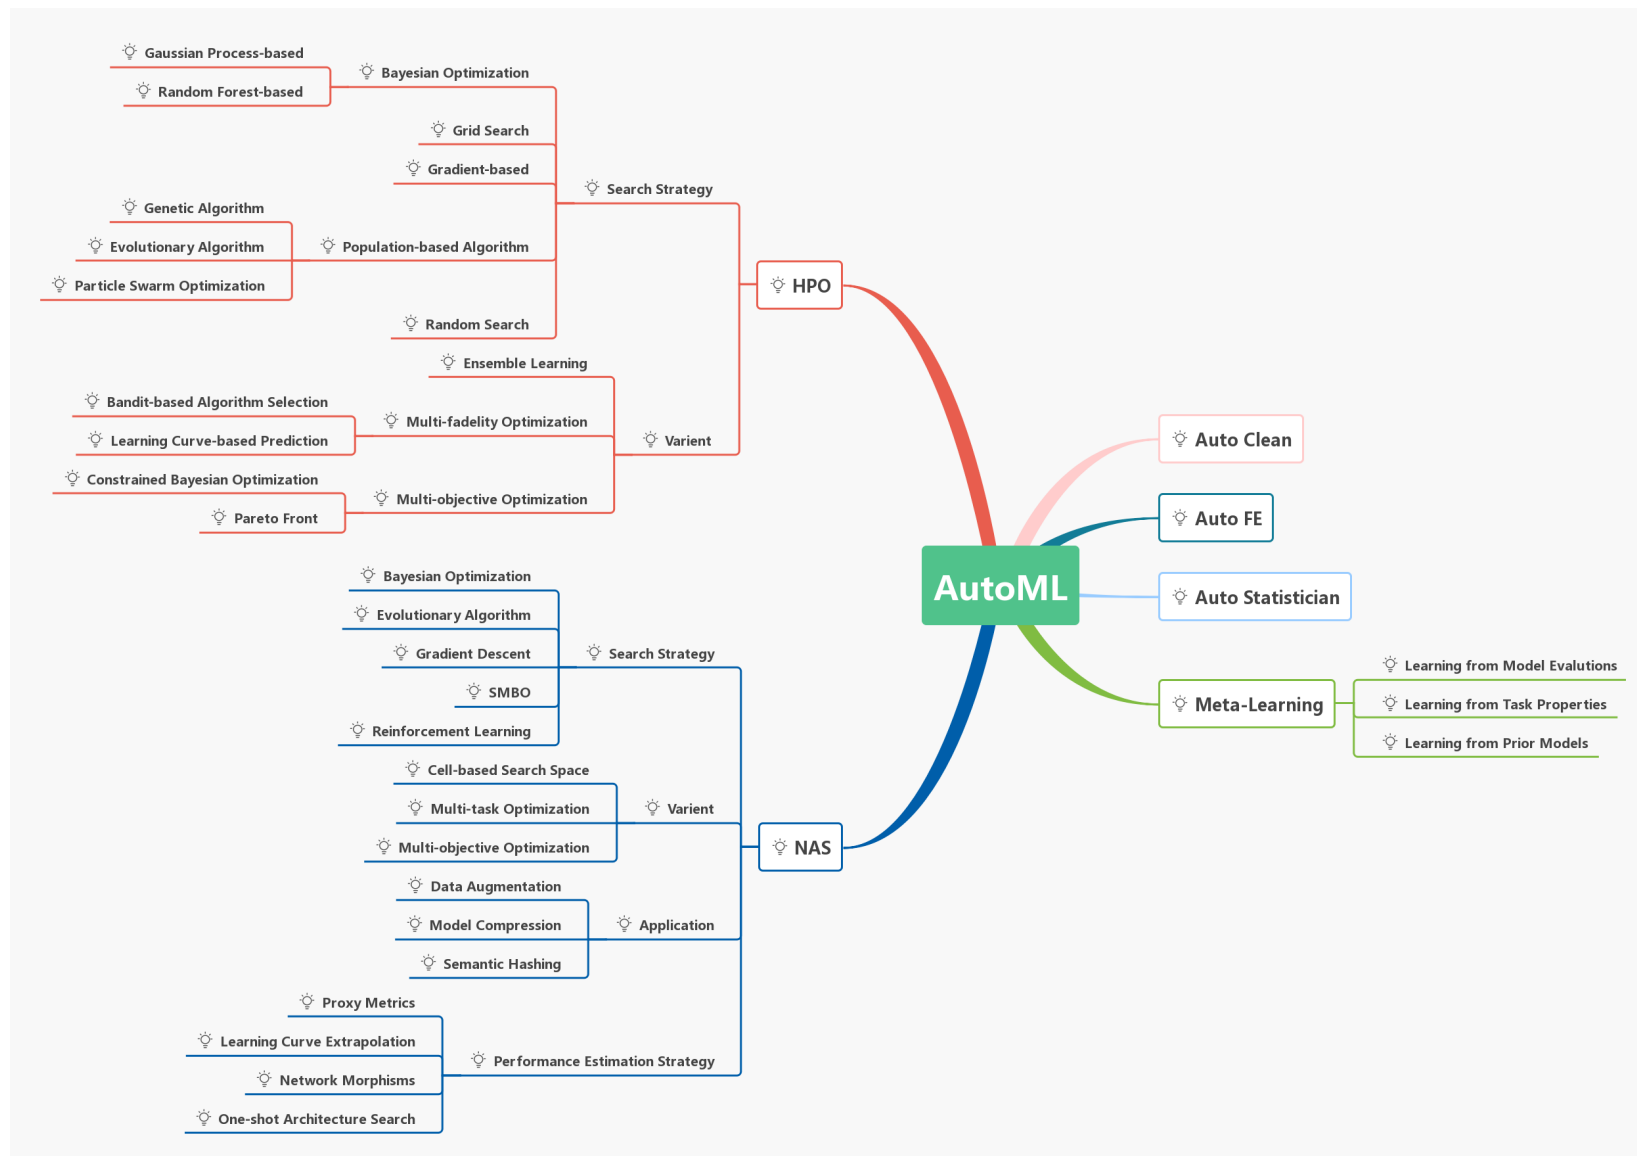 AutoML
HPO
Search Strategy
Bayesian Optimization
Gaussian Process-based
Random Forest-based
Grid Search
Gradient-based
Population-based Algorithm
Genetic Algorithm
Evolutionary Algorithm
Particle Swarm Optimization
Random Search
Varient
Ensemble Learning
Multi-fadelity Optimization
Bandit-based Algorithm Selection
Learning Curve-based Prediction
Multi-objective Optimization
Constrained Bayesian Optimization
Pareto Front
NAS
Search Strategy
Bayesian Optimization
Evolutionary Algorithm
Gradient Descent
SMBO
Reinforcement Learning
Varient
Cell-based Search Space
Multi-task Optimization
Multi-objective Optimization
Application
Data Augmentation
Model Compression
Semantic Hashing
Performance Estimation Strategy
Proxy Metrics
Learning Curve Extrapolation
Network Morphisms
One-shot Architecture Search
Auto Clean
Auto FE
Auto Statistician
Meta-Learning
Learning from Model Evalutions
Learning from Task Properties
Learning from Prior Models